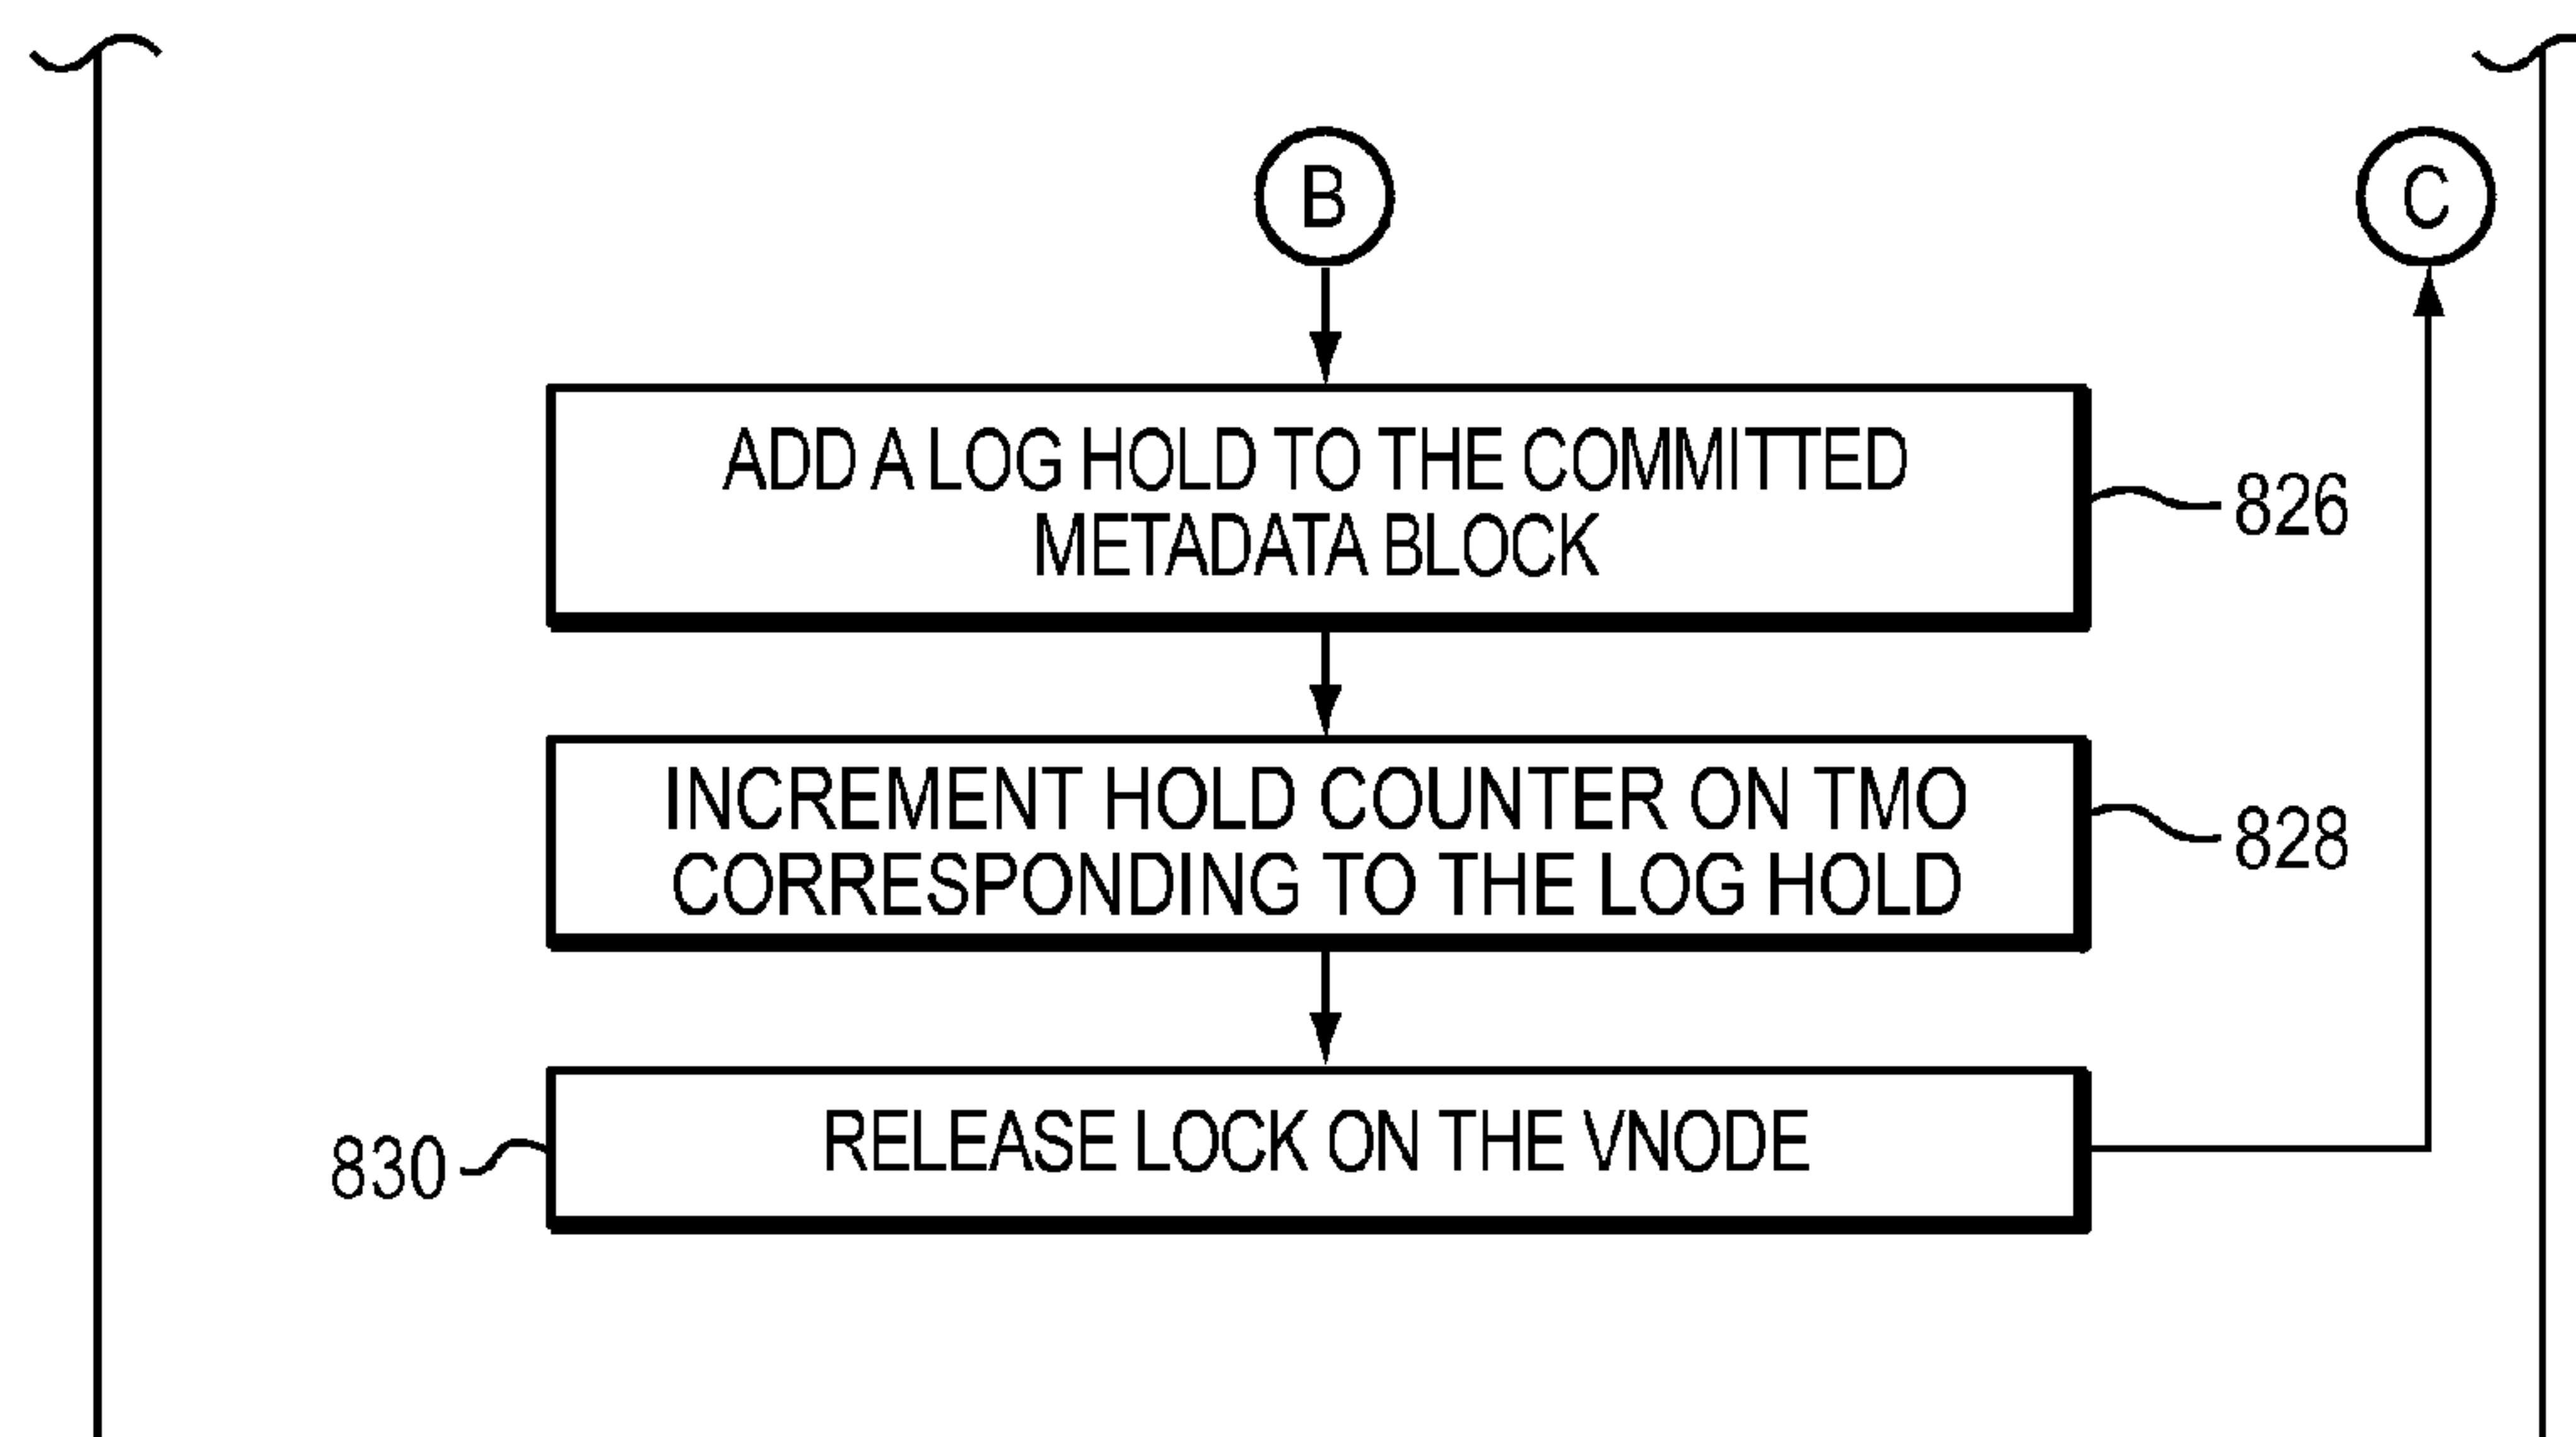 B
C
ADD A LOG HOLD TO THE COMMITTED
METADATA BLOCK
826
INCREMENT HOLD COUNTER ON TMO
CORRESPONDING TO THE LOG HOLD
828
830
RELEASE LOCK ON THE VNODE